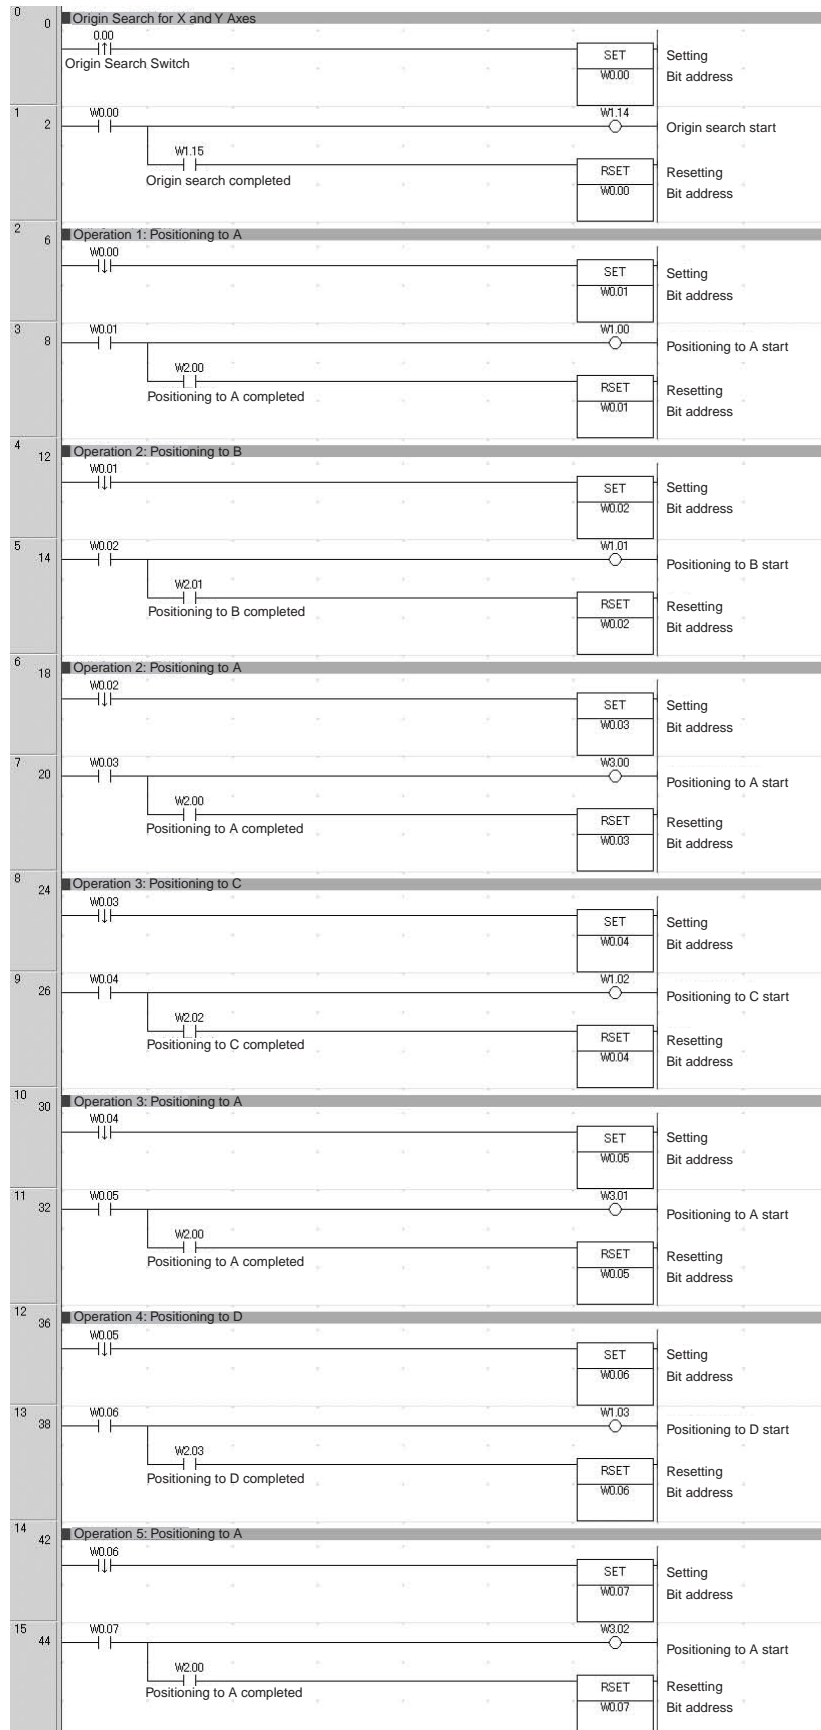 0 0 Origin Search for X and Y Axes
0.00
Origin Search Switch
SET Setting
W0.00 Bit address
1 2 W0.00 W1.14
Origin search start
W1.15
Origin search completed
RSET Resetting
W0.00 Bit address
2 6 Operation 1: Positioning to A
W0.00
SET Setting
W0.01 Bit address
3 8 W0.01 W1.00
Positioning to A start
W2.00
Positioning to A completed
RSET Resetting
W0.01 Bit address
4 12 Operation 2: Positioning to B
W0.01
SET Setting
W0.02 Bit address
5 14 W0.02 W1.01
Positioning to B start
W2.01
Positioning to B completed
RSET Resetting
W0.02 Bit address
6 18 Operation 2: Positioning to A
W0.02
SET Setting
W0.03 Bit address
7 20 W0.03 W3.00
Positioning to A start
W2.00
Positioning to A completed
RSET Resetting
W0.03 Bit address
8 24 Operation 3: Positioning to C
W0.03
SET Setting
W0.04 Bit address
9 26 W0.04 W1.02
Positioning to C start
W2.02
Positioning to C completed
RSET Resetting
W0.04 Bit address
10 30 Operation 3: Positioning to A
W0.04
SET Setting
W0.05 Bit address
11 32 W0.05 W3.01
Positioning to A start
W2.00
Positioning to A completed
RSET Resetting
W0.05 Bit address
12 36 Operation 4: Positioning to D
W0.05
SET Setting
W0.06 Bit address
13 38 W0.06 W1.03
Positioning to D start
W2.03
Positioning to D completed
RSET Resetting
W0.06 Bit address
14 42 Operation 5: Positioning to A
W0.06
SET Setting
W0.07 Bit address
15 44 W0.07 W3.02
Positioning to A start
W2.00
Positioning to A completed
RSET Resetting
W0.07 Bit address